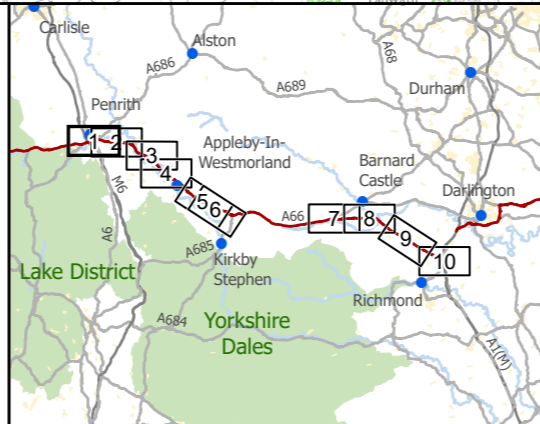 Carlisle
Alston
A68
A686
A689
Durham
Penrith
1
2
3
4
Appleby-In-
Westmorland
Barnard
Castle
Darlington
M6
5
6
A66
7
8
9
10
A6
A685
Kirkby
Stephen
Lake District
Richmond
A684
Yorkshire
Dales
A1(M)